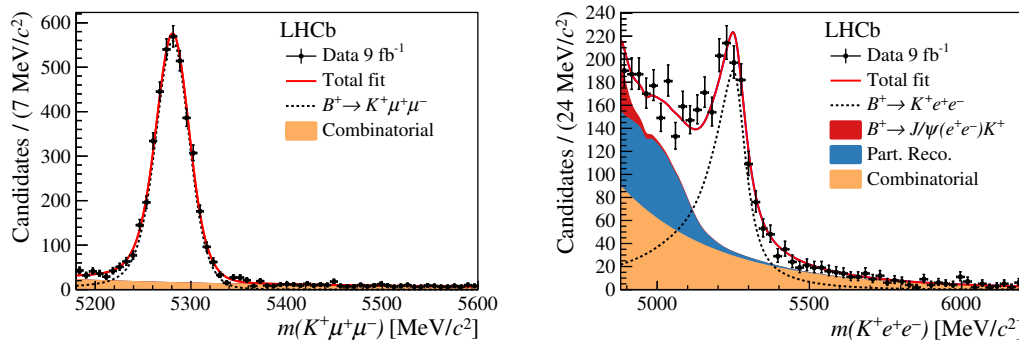 LHCb
Data 9 fb⁻¹
Total fit
B⁺→ K⁺μ⁺μ⁻
Combinatorial
Candidates / (7 MeV/c²)
600
500
400
300
200
100
0
5200 5300 5400 5500 5600
m(K⁺μ⁺μ⁻) [MeV/c²]
LHCb
Data 9 fb⁻¹
Total fit
B⁺→ K⁺e⁺e⁻
B⁺→ J/ψ(e⁺e⁻)K⁺
Part. Reco.
Combinatorial
Candidates / (24 MeV/c²)
240
220
200
180
160
140
120
100
80
60
40
20
0
5000 5500 6000
m(K⁺e⁺e⁻) [MeV/c²